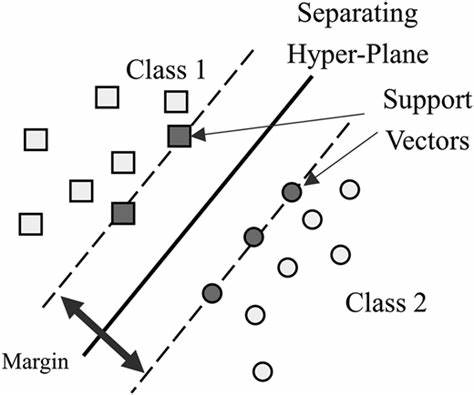 Separating
Hyper-Plane
Class 1
Support
Vectors
Class 2
Margin